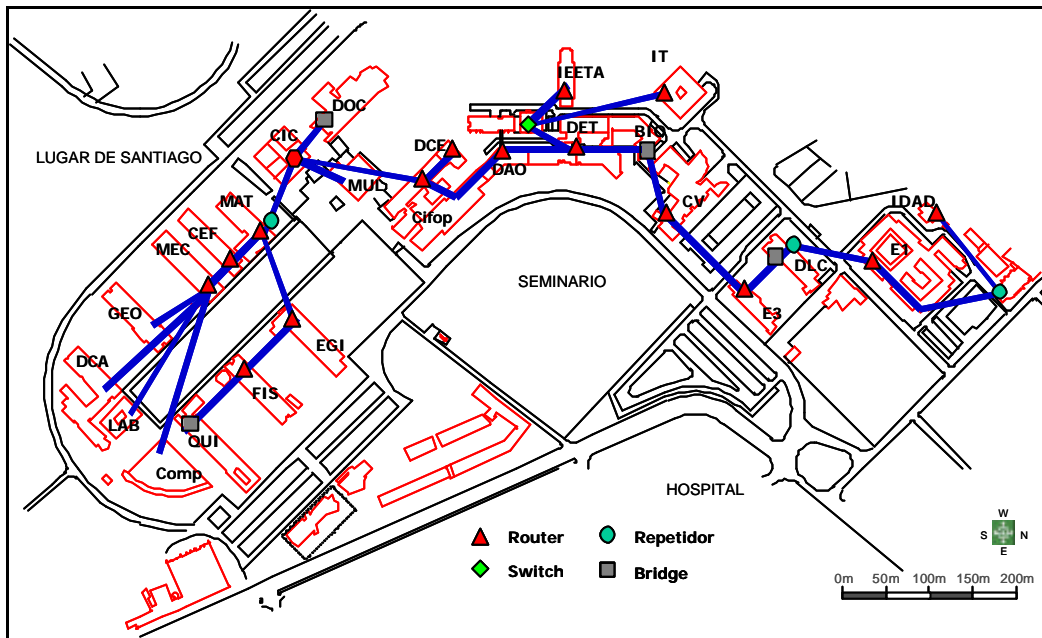 IT
IEETA
DOC
CIC
DET
BIO
DCE
LUGAR DE SANTIAGO
DAO
MUL
MAT
CV
IDAD
Cifop
CEF
MEC
E1
DLC
SEMINARIO
GEO
E3
EGI
DCA
FIS
LAB
QUI
Comp
HOSPITAL
Router
Repetidor
Switch
Bridge
W
S N
E
0m 50m 100m 150m 200m